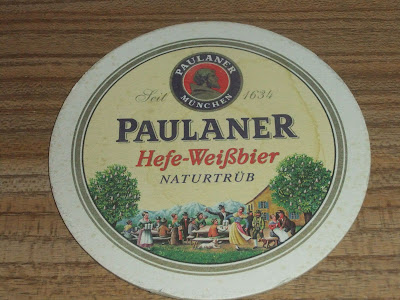 PAULANER
MÜNCHEN
Seit 1634
PAULANER
Hefe-Weißbier
NATURTRÜB